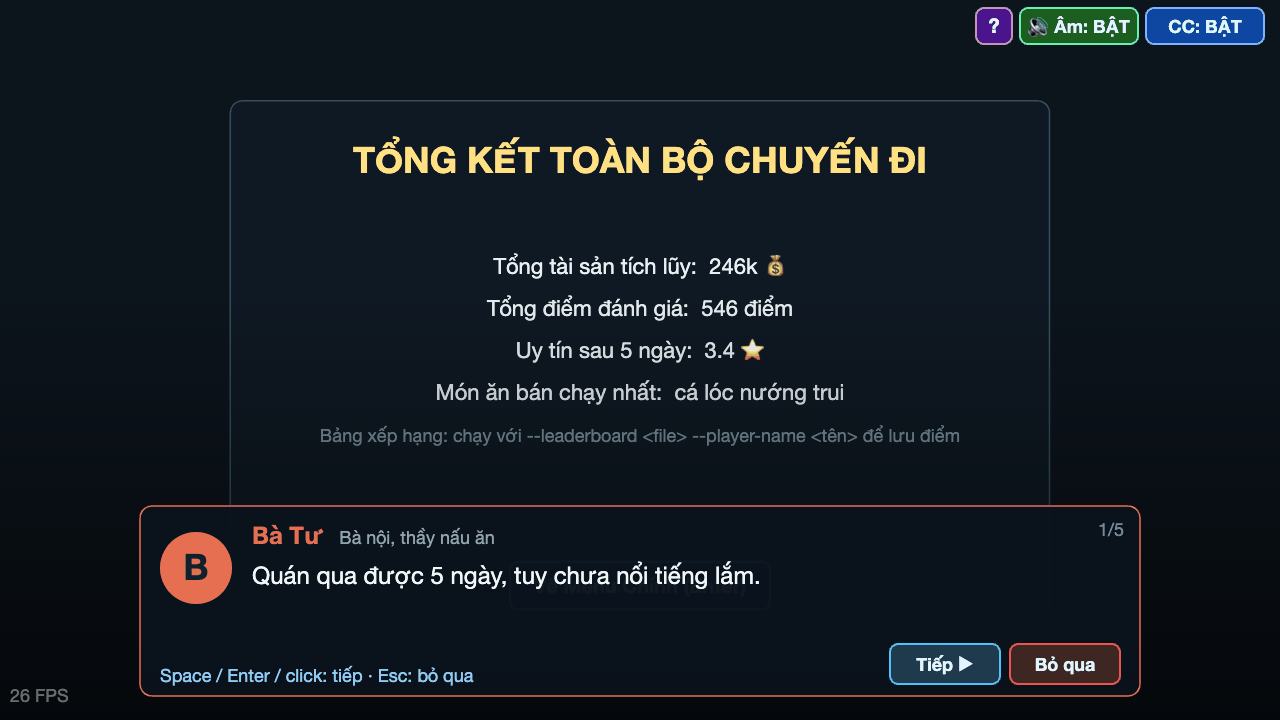 ?
Âm: BẬT
CC: BẬT
TỔNG KẾT TOÀN BỘ CHUYẾN ĐI
Tổng tài sản tích lũy: 246k
Tổng điểm đánh giá: 546 điểm
Uy tín sau 5 ngày: 3.4
Món ăn bán chạy nhất: cá lóc nướng trui
Bảng xếp hạng: chạy với --leaderboard <file> --player-name <tên> để lưu điểm
B
Bà Tư Bà nội, thầy nấu ăn
1/5
Quán qua được 5 ngày, tuy chưa nổi tiếng lắm.
Space / Enter / click: tiếp · Esc: bỏ qua
Tiếp ▶
Bỏ qua
26 FPS